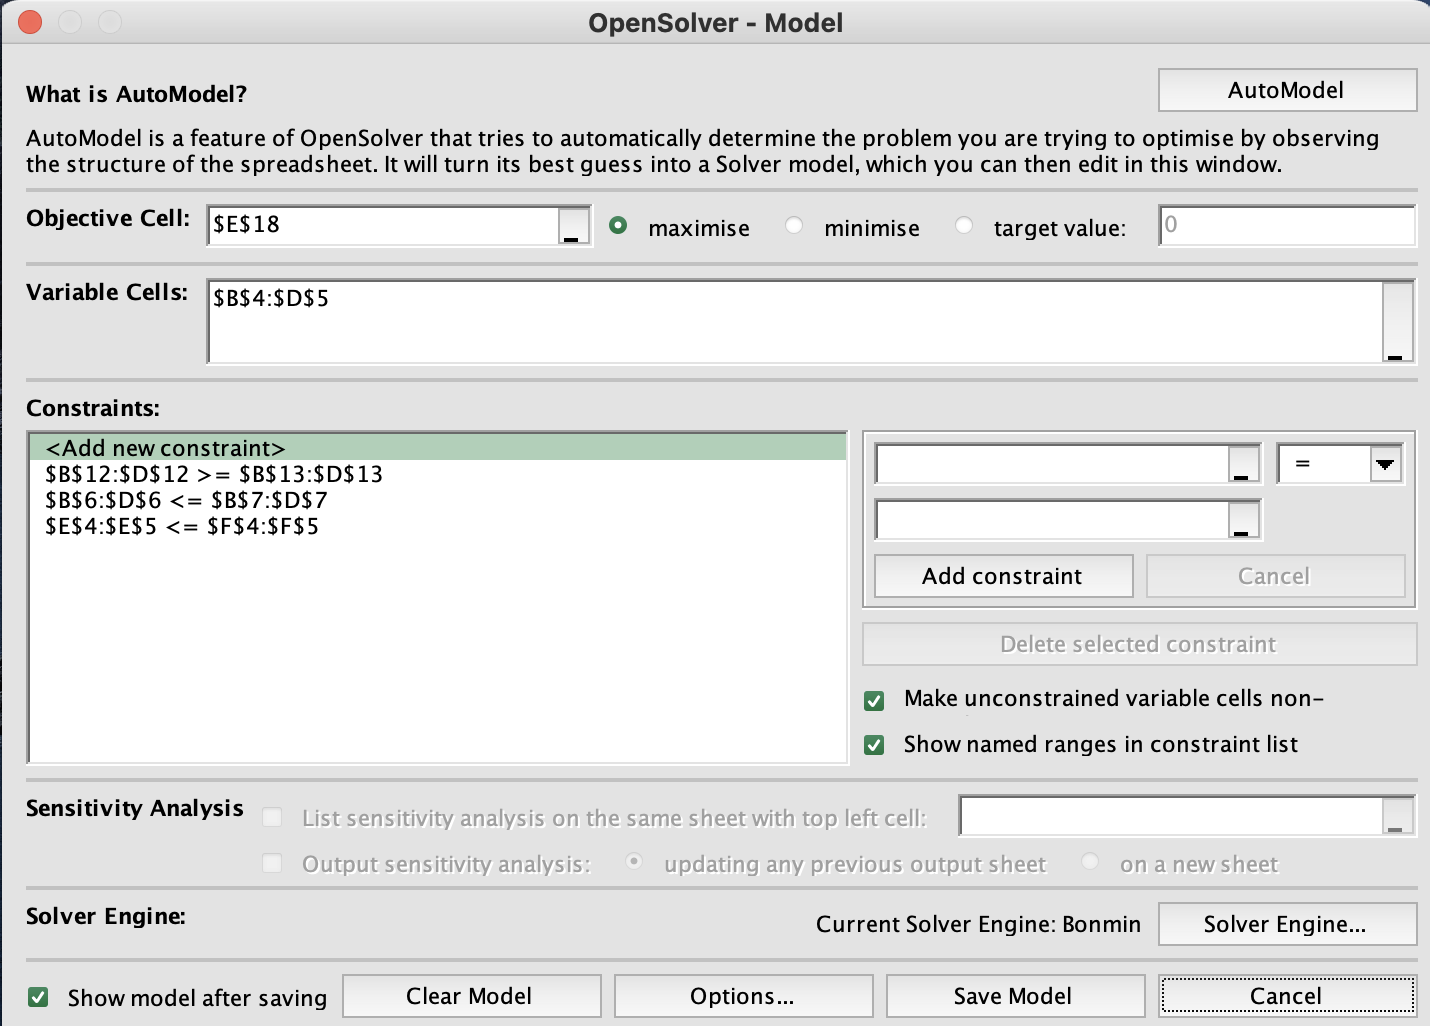 OpenSolver - Model
What is AutoModel?
AutoModel
AutoModel is a feature of OpenSolver that tries to automatically determine the problem you are trying to optimise by observing
the structure of the spreadsheet. It will turn its best guess into a Solver model, which you can then edit in this window.
Objective Cell:
$E$18
maximise
minimise
target value:
0
Variable Cells:
$B$4:$D$5
Constraints:
<Add new constraint>
$B$12:$D$12 >= $B$13:$D$13
$B$6:$D$6 <= $B$7:$D$7
$E$4:$E$5 <= $F$4:$F$5
=
Add constraint
Cancel
Delete selected constraint
Make unconstrained variable cells non-
Show named ranges in constraint list
Sensitivity Analysis
List sensitivity analysis on the same sheet with top left cell:
Output sensitivity analysis:
updating any previous output sheet
on a new sheet
Solver Engine:
Current Solver Engine: Bonmin
Solver Engine...
Show model after saving
Clear Model
Options...
Save Model
Cancel